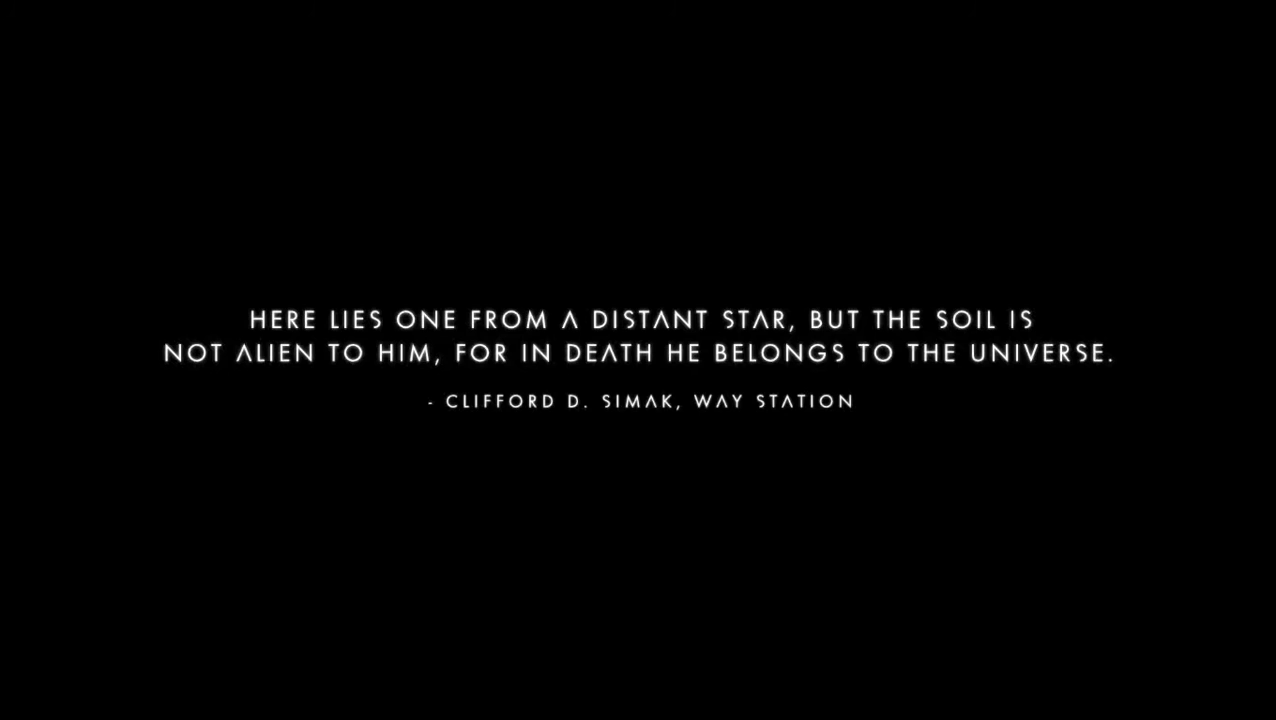 HERE LIES ONE FROM A DISTANT STAR, BUT THE SOIL IS
NOT ALIEN TO HIM, FOR IN DEATH HE BELONGS TO THE UNIVERSE.
- CLIFFORD D. SIMAK, WAY STATION